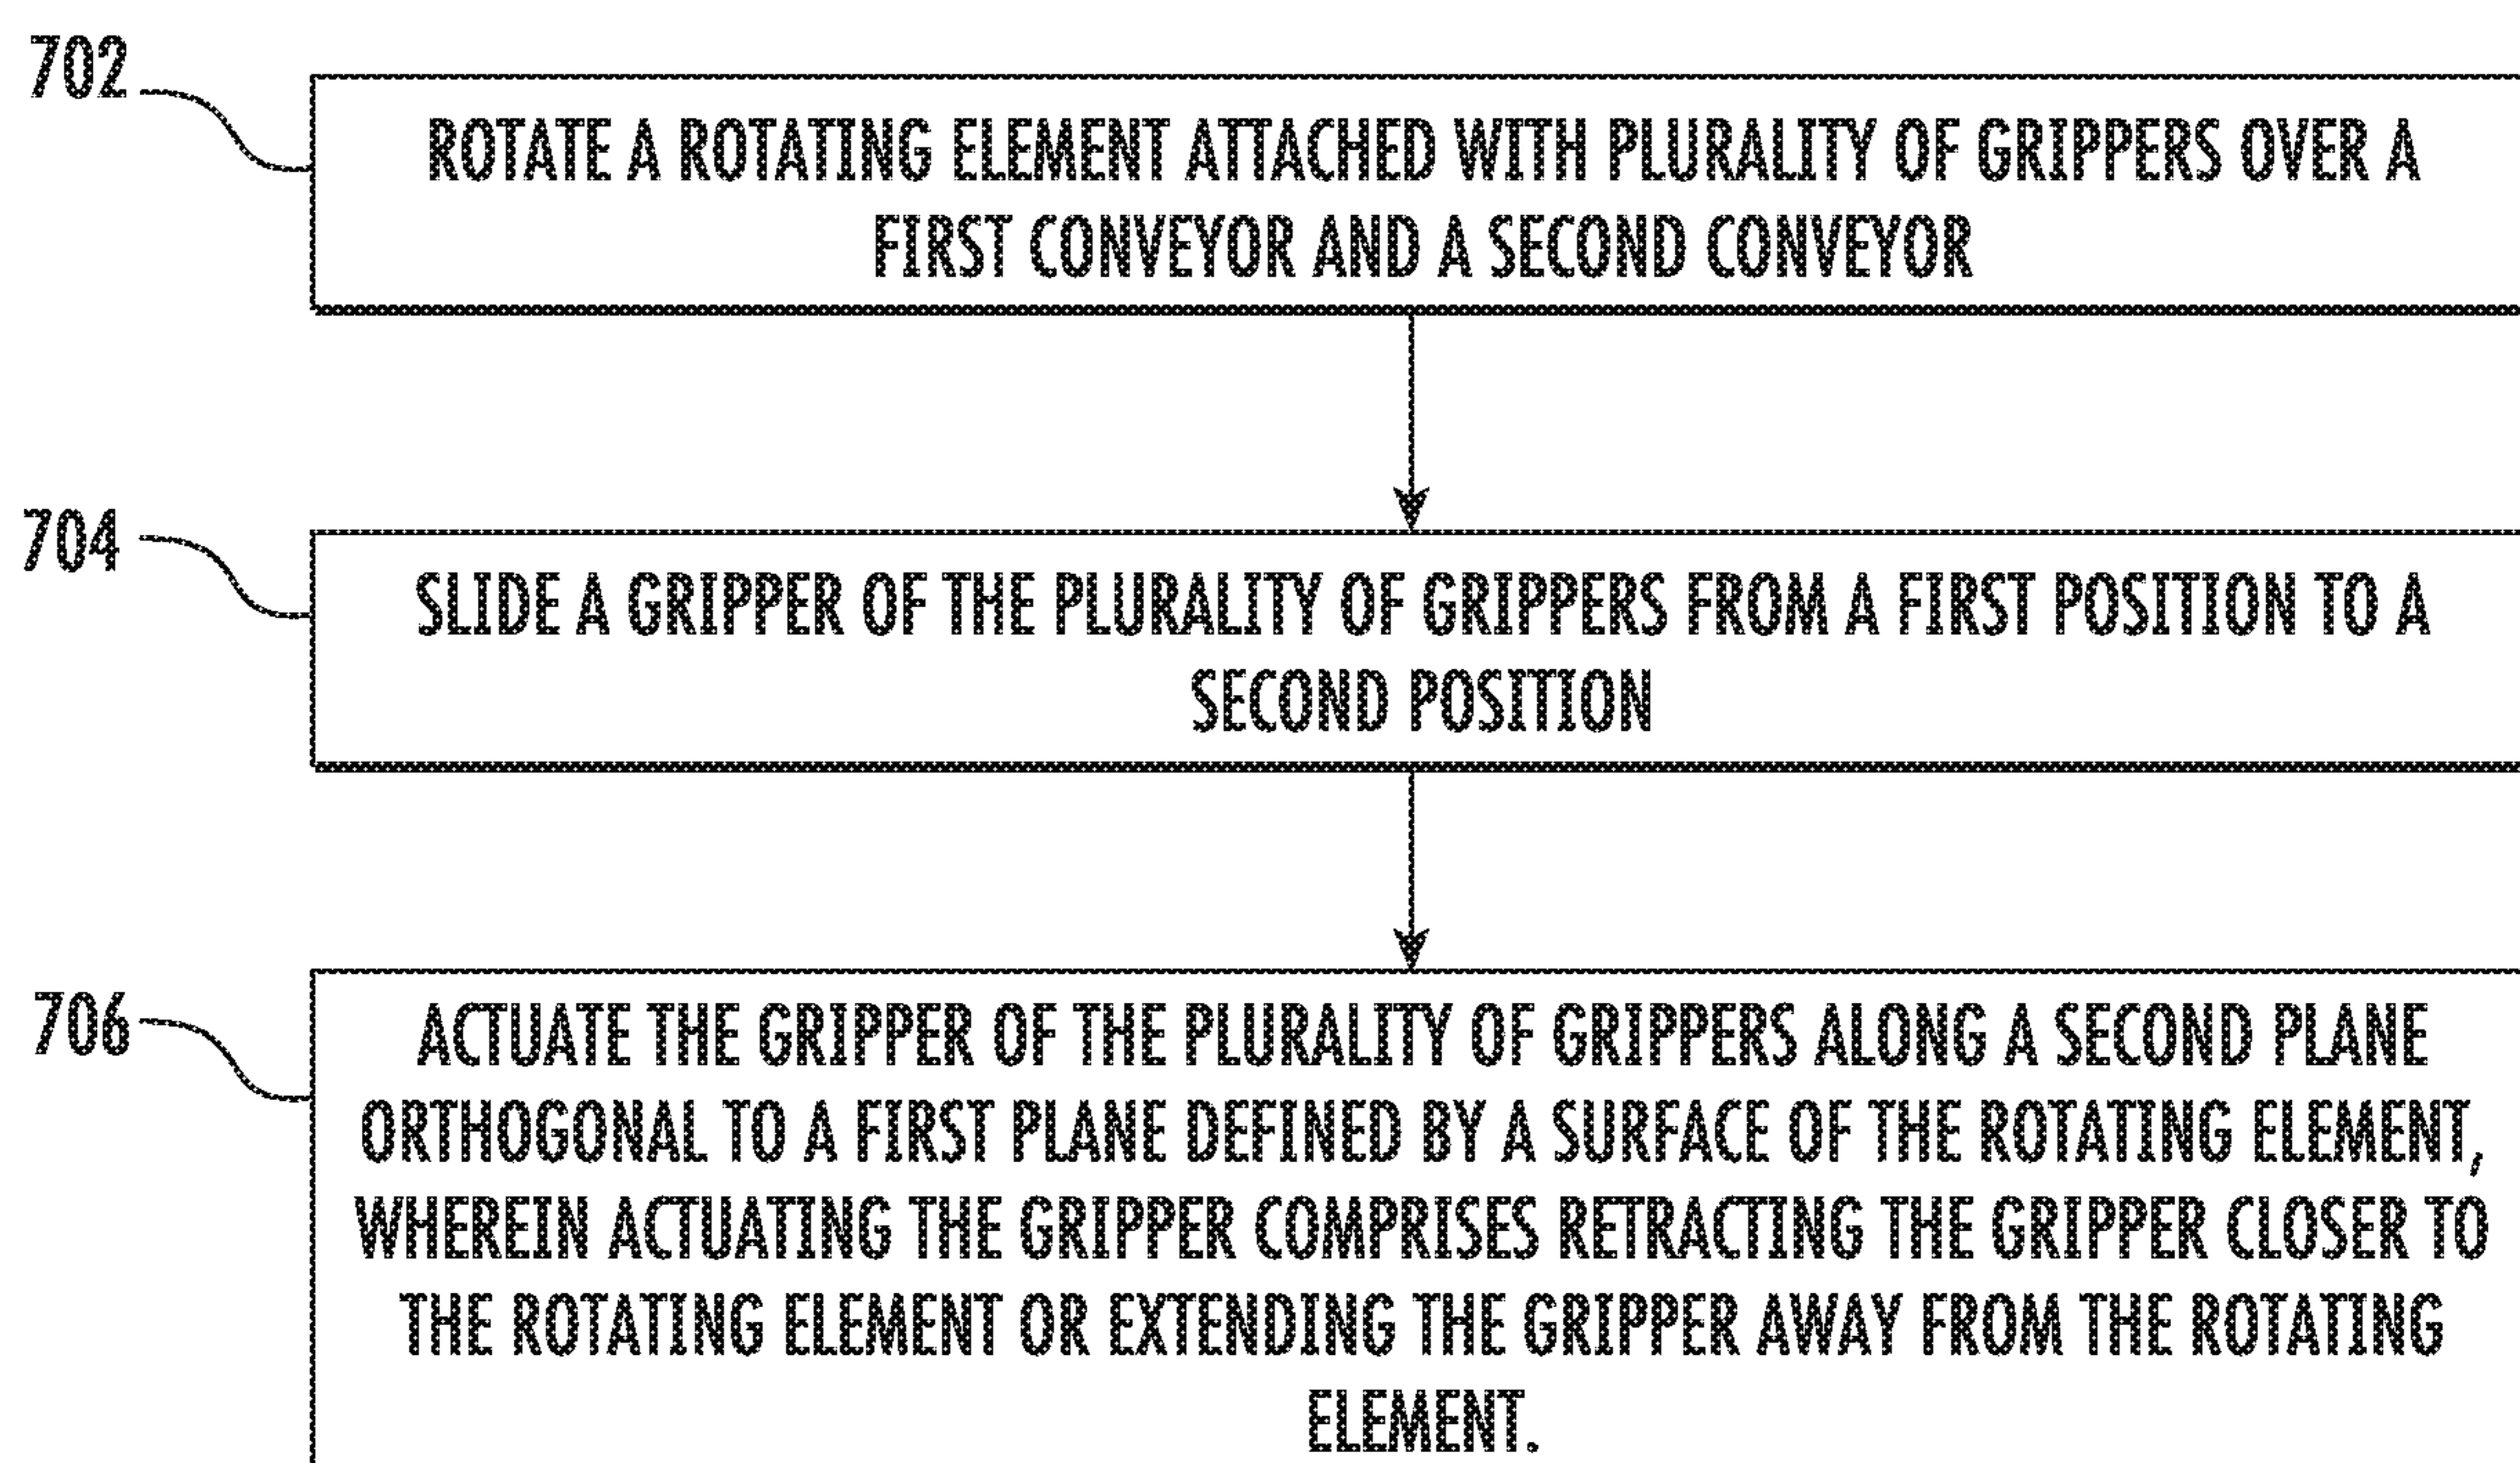 702
ROTATE A ROTATING ELEMENT ATTACHED WITH PLURALITY OF GRIPPERS OVER A
FIRST CONVEYOR AND A SECOND CONVEYOR
704
SLIDE A GRIPPER OF THE PLURALITY OF GRIPPERS FROM A FIRST POSITION TO A
SECOND POSITION
706
ACTUATE THE GRIPPER OF THE PLURALITY OF GRIPPERS ALONG A SECOND PLANE
ORTHOGONAL TO A FIRST PLANE DEFINED BY A SURFACE OF THE ROTATING ELEMENT,
WHEREIN ACTUATING THE GRIPPER COMPRISES RETRACTING THE GRIPPER CLOSER TO
THE ROTATING ELEMENT OR EXTENDING THE GRIPPER AWAY FROM THE ROTATING
ELEMENT.